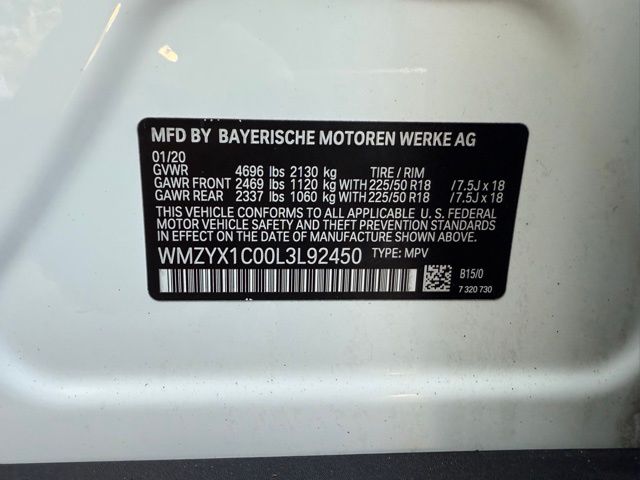 MFD BY BAYERISCHE MOTOREN WERKE AG
01/20
GVWR 4696 lbs 2130 kg TIRE / RIM
GAWR FRONT 2469 lbs 1120 kg WITH 225/50 R18 /7.5J x 18
GAWR REAR 2337 lbs 1060 kg WITH 225/50 R18 /7.5J x 18
THIS VEHICLE CONFORMS TO ALL APPLICABLE U. S. FEDERAL
MOTOR VEHICLE SAFETY AND THEFT PREVENTION STANDARDS
IN EFFECT ON THE DATE OF MANUFACTURE SHOWN ABOVE.
WMZYX1C00L3L92450 TYPE: MPV
B15/0
7 320 730